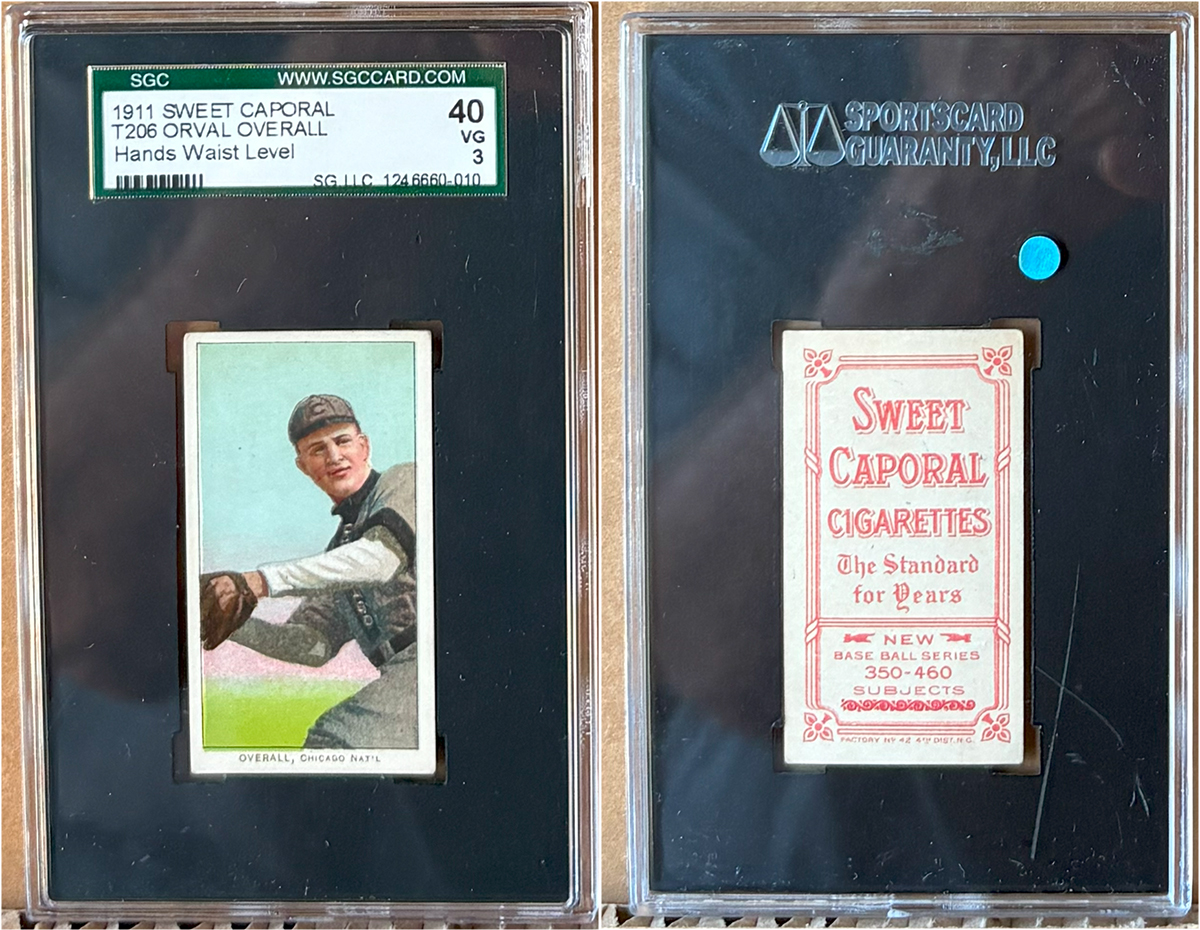 SGC WWW.SGCCARD.COM
1911 SWEET CAPORAL 40
T206 ORVAL OVERALL VG
Hands Waist Level 3
SG, LLC 1246660-010
C
OVERALL, CHICAGO NAT'L
SPORTSCARD
GUARANTY, LLC
SWEET
CAPORAL
CIGARETTES
The Standard
for Years
NEW
BASE BALL SERIES
350-460
SUBJECTS
FACTORY No 42 4TH DIST. N.C.